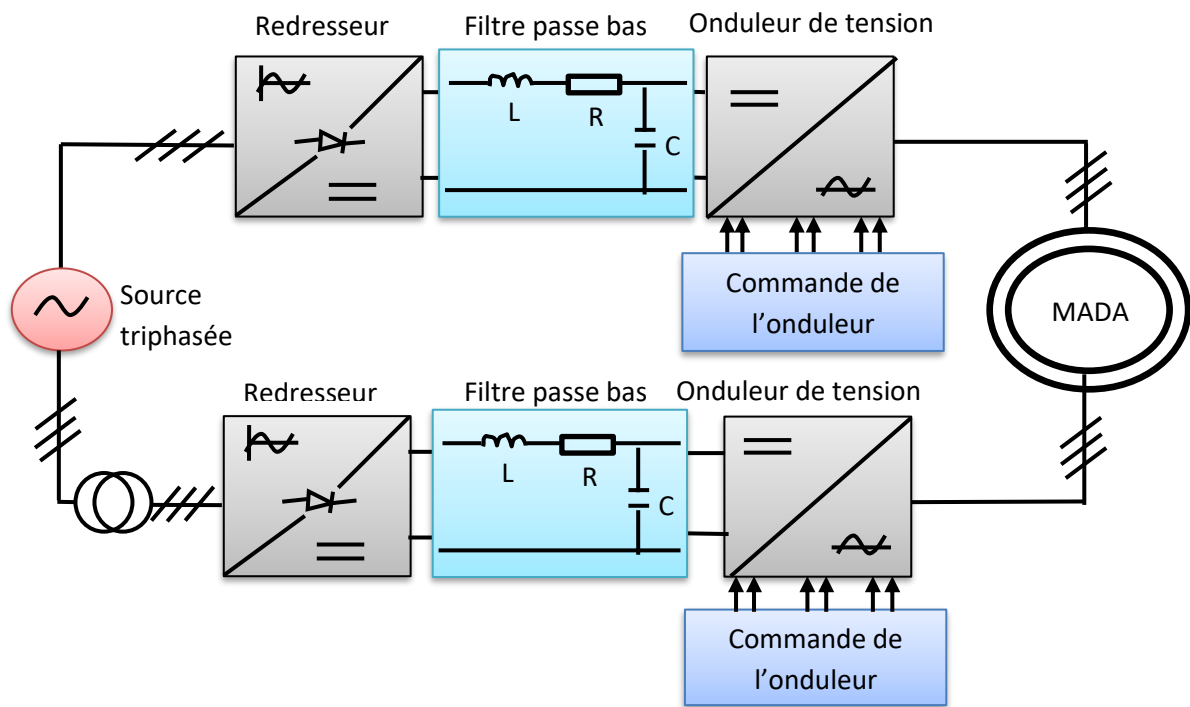 Redresseur
Filtre passe bas
Onduleur de tension
L
R
C
Commande de
l’onduleur
Source
triphasée
MADA
Redresseur
Filtre passe bas
Onduleur de tension
L
R
C
Commande de
l’onduleur